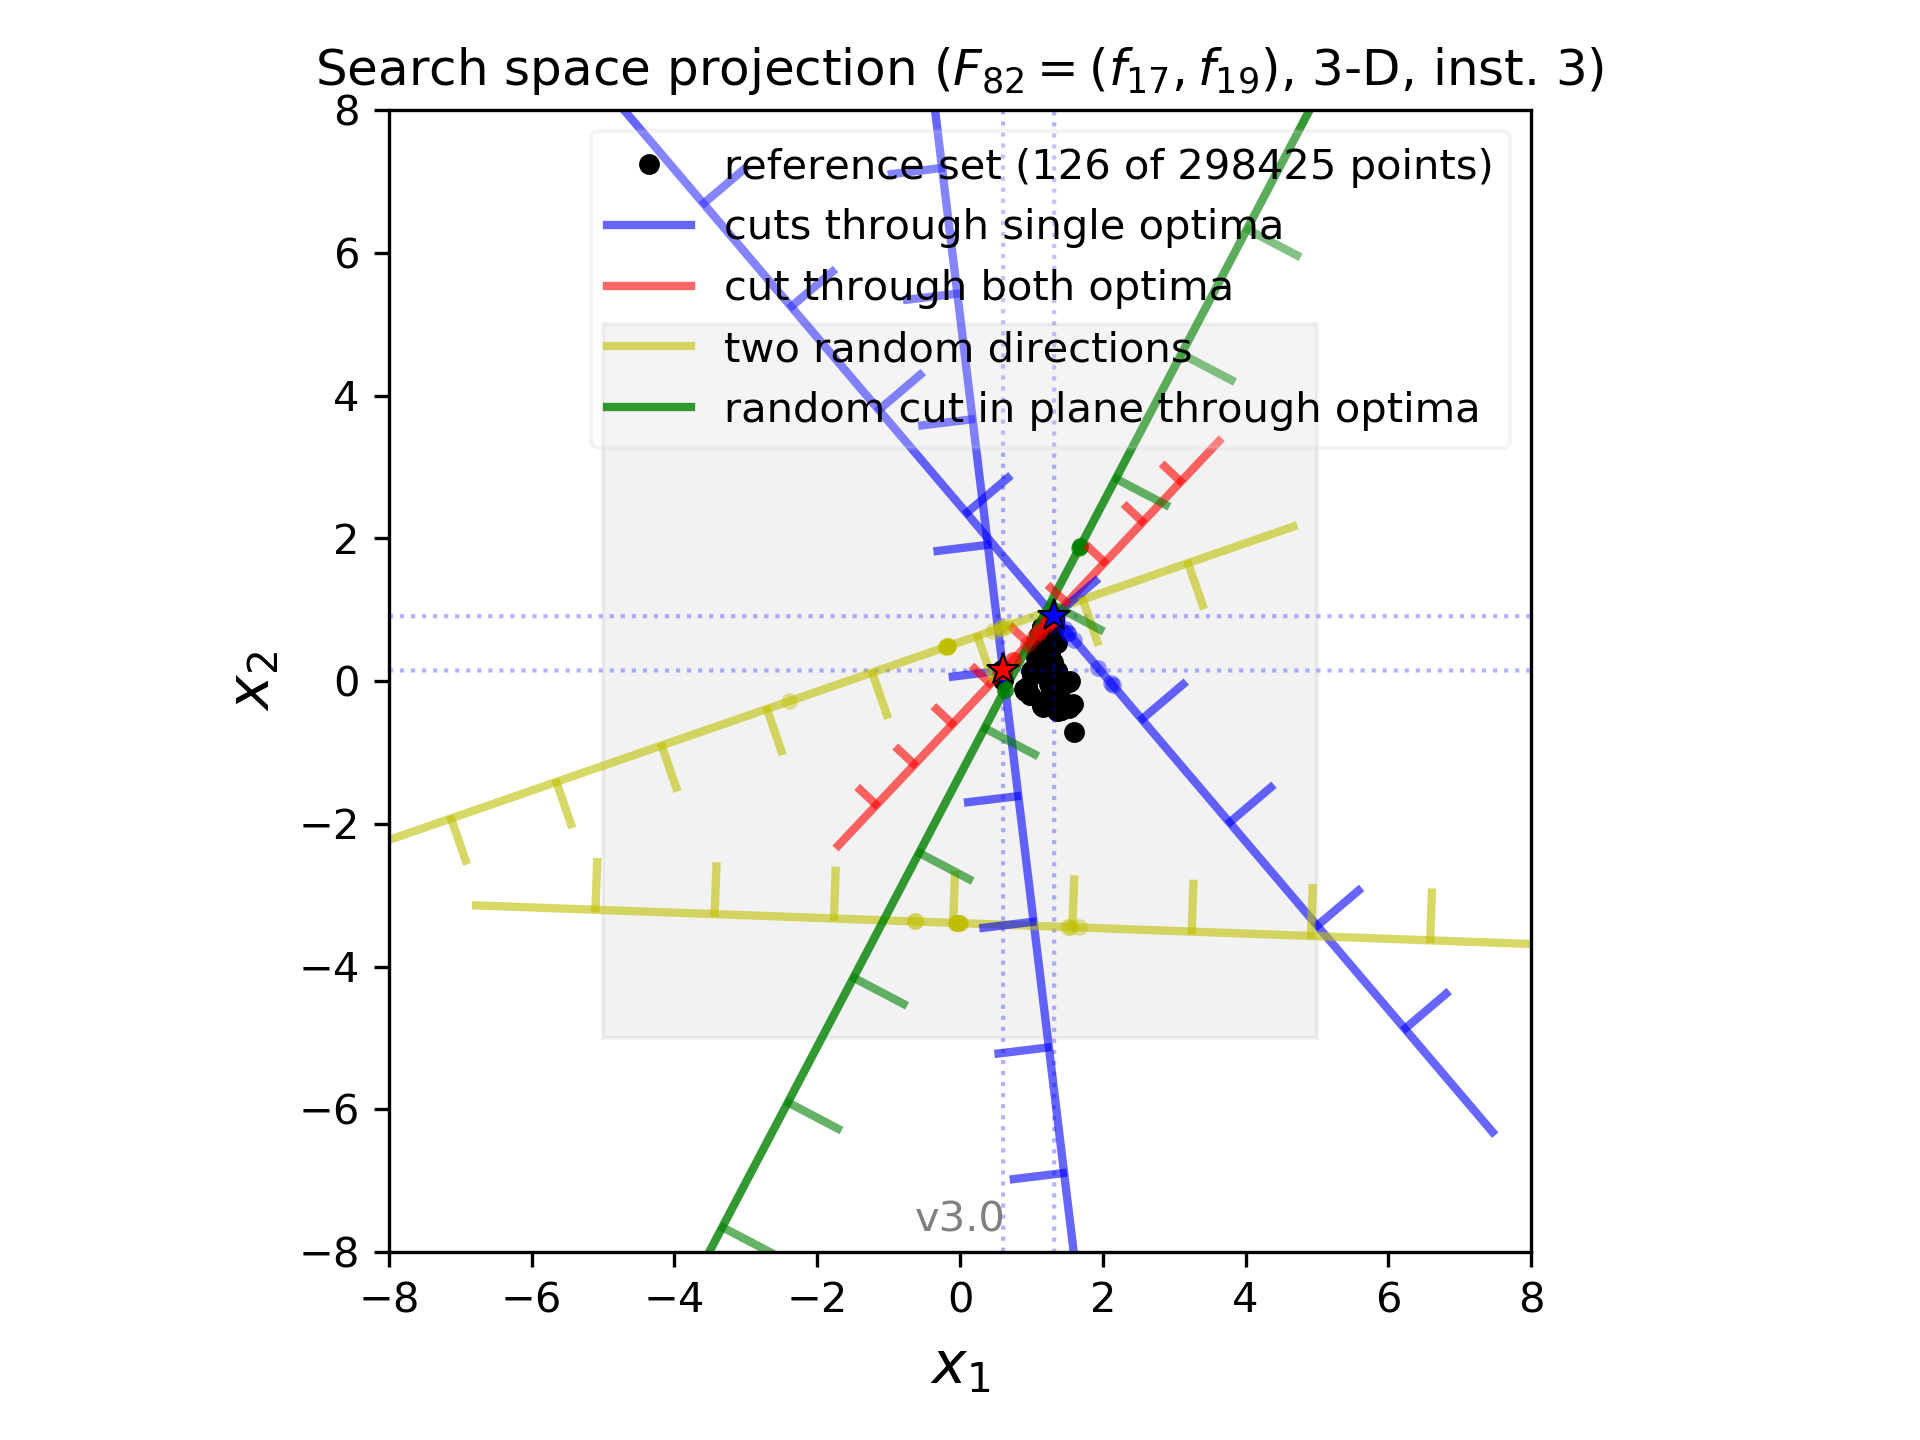 Search space projection (F82 = (f17, f19), 3-D, inst. 3)
reference set (126 of 298425 points)
cuts through single optima
cut through both optima
two random directions
random cut in plane through optima
8
6
4
2
0
−2
−4
−6
−8
x2
v3.0
−8 −6 −4 −2 0 2 4 6 8
x1